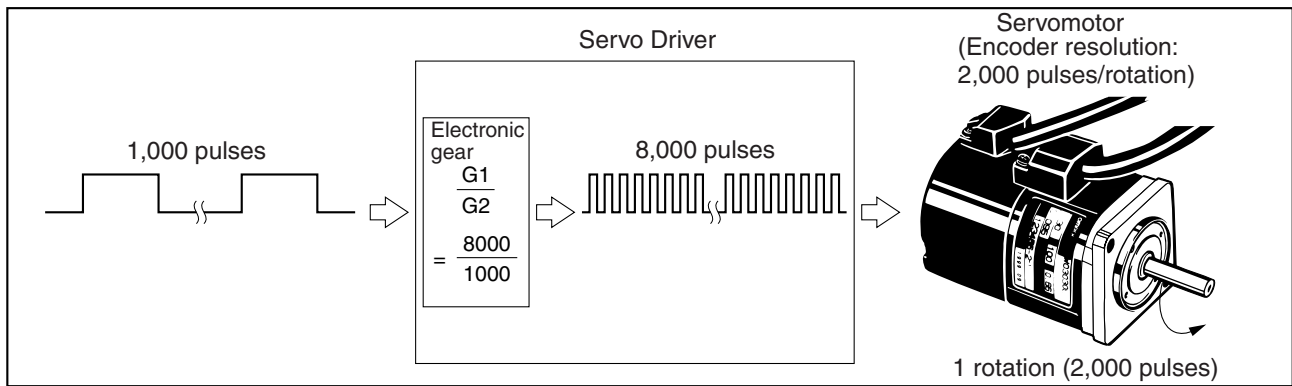 Servomotor
(Encoder resolution:
2,000 pulses/rotation)
Servo Driver
1,000 pulses
Electronic
gear
G1
G2
= 8000
1000
8,000 pulses
1 rotation (2,000 pulses)